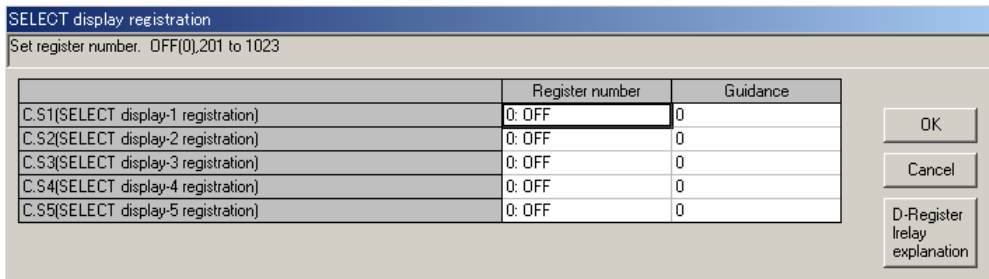 SELECT display registration
Set register number. OFF(0),201 to 1023
Register number Guidance
C.S1(SELECT display-1 registration) 0: OFF 0
C.S2(SELECT display-2 registration) 0: OFF 0
C.S3(SELECT display-3 registration) 0: OFF 0
C.S4(SELECT display-4 registration) 0: OFF 0
C.S5(SELECT display-5 registration) 0: OFF 0
OK
Cancel
D-Register
Irelay
explanation